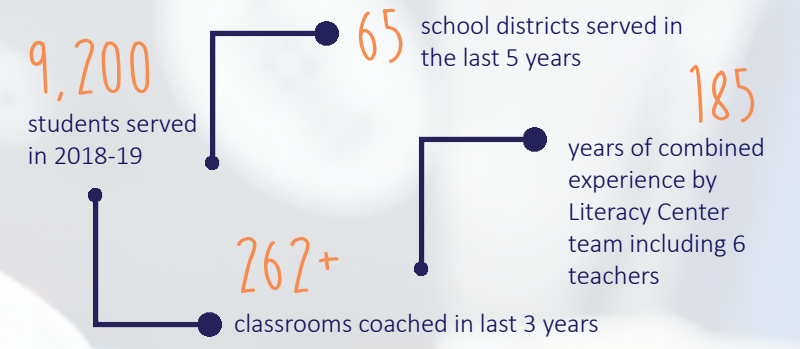 9,200
students served
in 2018-19
65
school districts served in
the last 5 years
262+
classrooms coached in last 3 years
185
years of combined
experience by
Literacy Center
team including 6
teachers